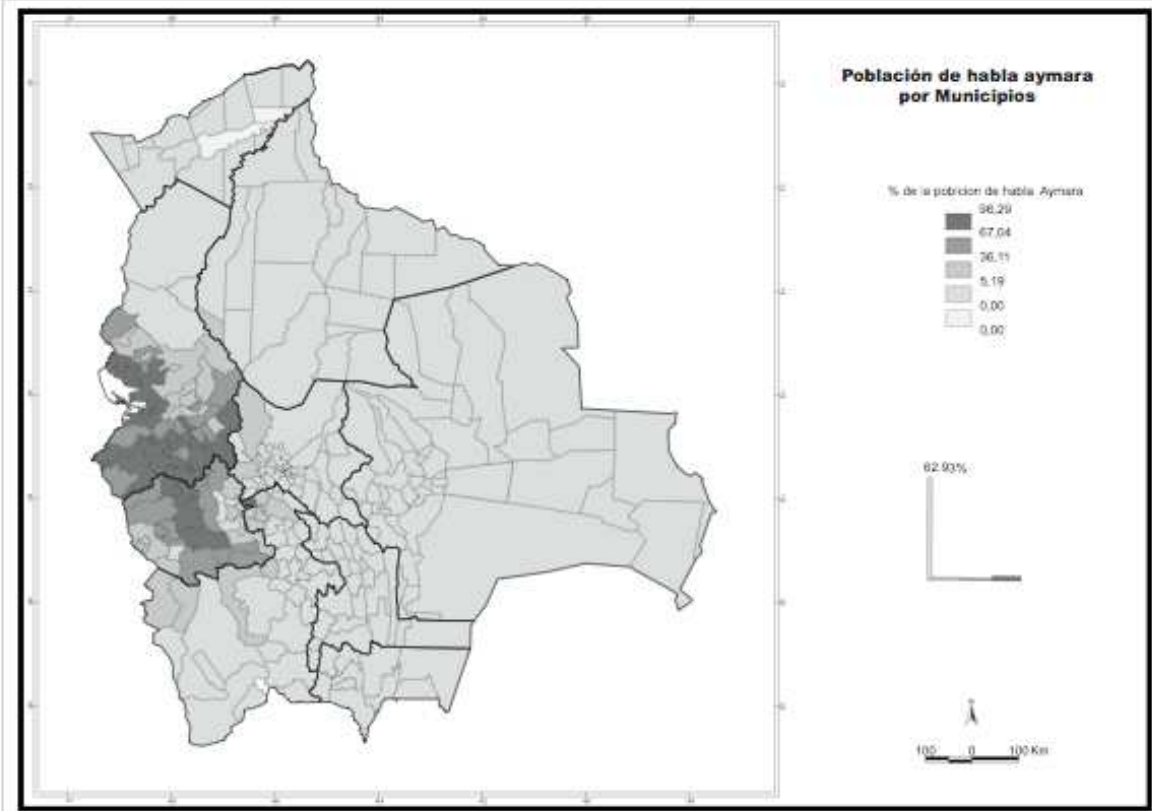 Población de habla aymara
por Municipios
% de la pobricion de habla Aymara
98,29
67,04
36,11
5,19
0,00
0,00
62.93%
100 0 100 Km